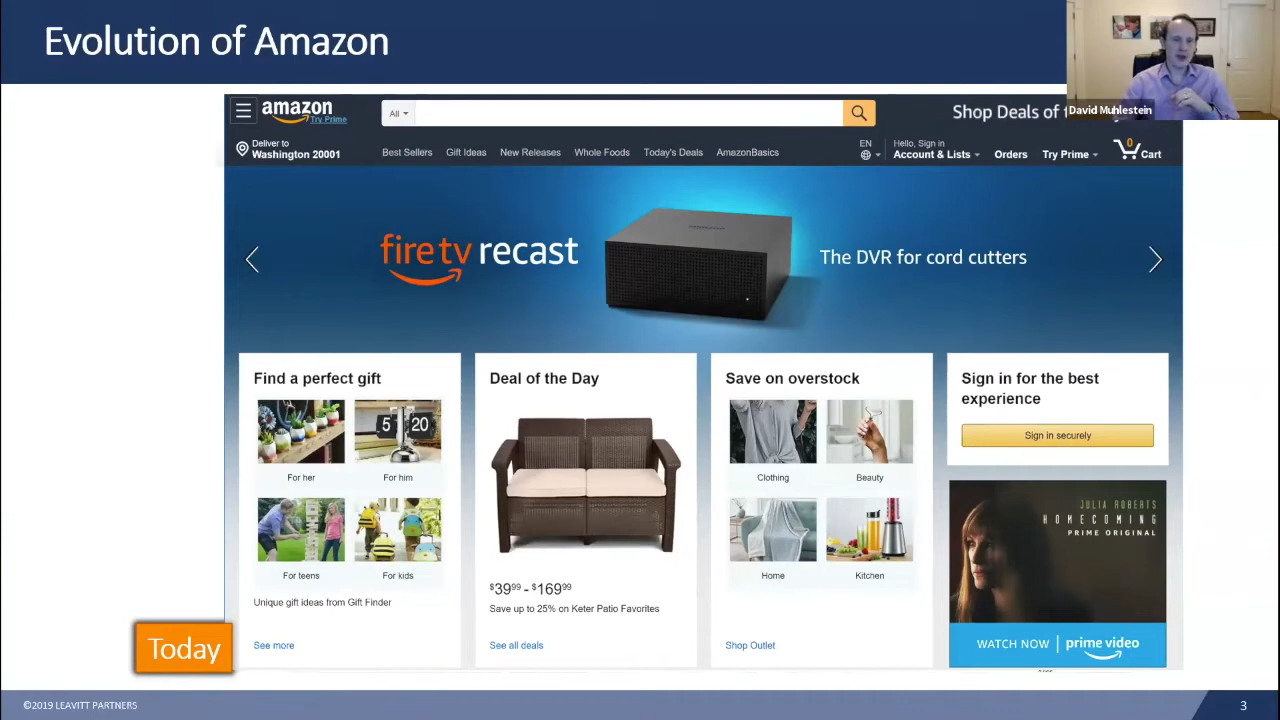 Evolution of Amazon
David Muhlestein
amazon
Try Prime
All
Shop Deals of
Deliver to
Washington 20001
Best Sellers
Gift Ideas
New Releases
Whole Foods
Today's Deals
AmazonBasics
EN
Hello, Sign in
Account & Lists
Orders
Try Prime
0
Cart
fire tv recast
The DVR for cord cutters
Find a perfect gift
5 20
For her
For him
For teens
For kids
Unique gift ideas from Gift Finder
See more
Deal of the Day
$39.99 - $169.99
Save up to 25% on Keter Patio Favorites
See all deals
Save on overstock
Clothing
Beauty
Home
Kitchen
Shop Outlet
Sign in for the best
experience
Sign in securely
JULIA ROBERTS
HOMECOMING
PRIME ORIGINAL
WATCH NOW | prime video
Today
©2019 LEAVITT PARTNERS
3